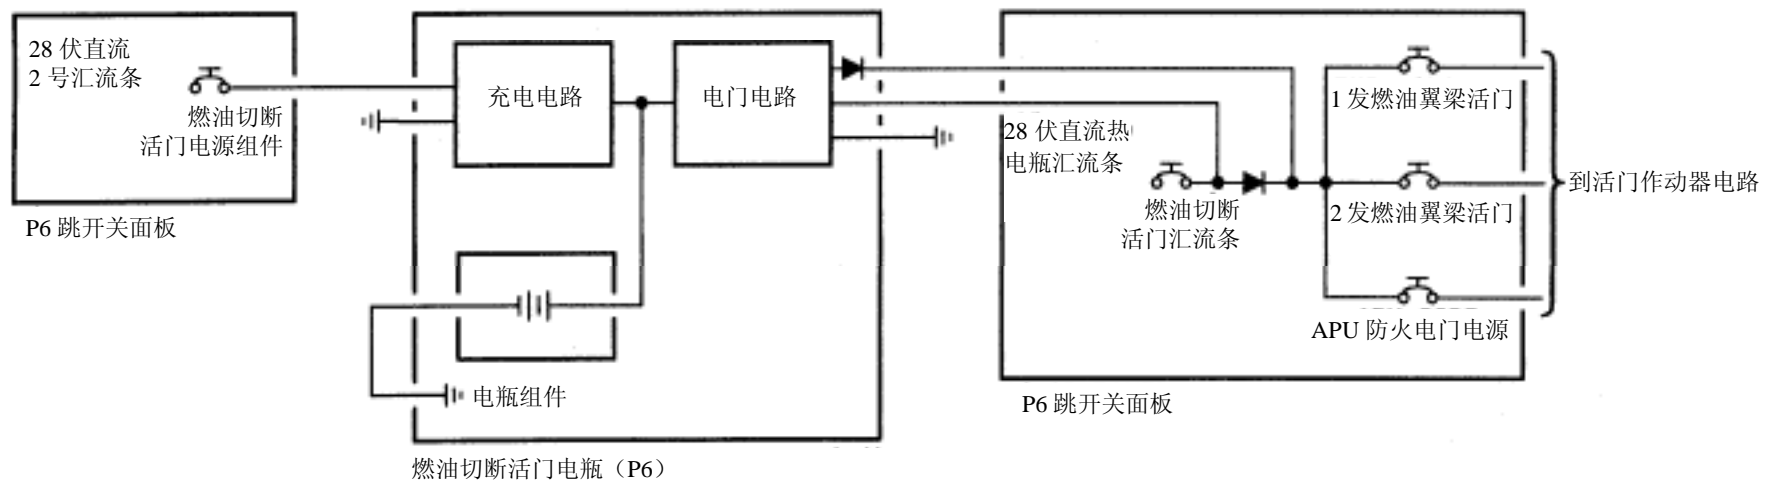 28 伏直流
2 号汇流条
燃油切断
活门电源组件
P6 跳开关面板
充电电路
电门电路
电瓶组件
燃油切断活门电瓶（P6）
28 伏直流热
电瓶汇流条
燃油切断
活门汇流条
1 发燃油翼梁活门
2 发燃油翼梁活门
APU 防火电门电源
P6 跳开关面板
到活门作动器电路